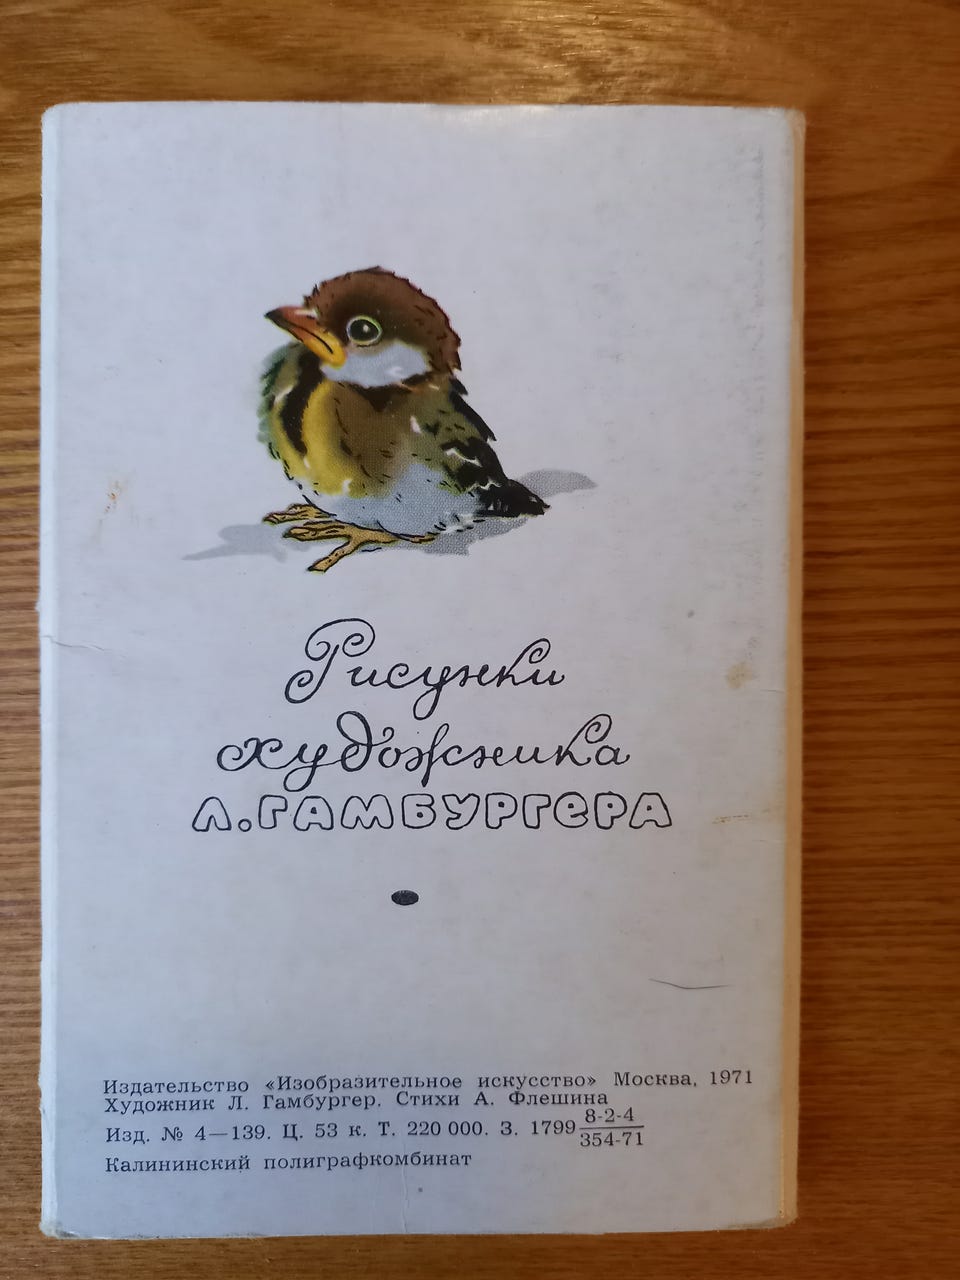 Рисунки
художника
Л.ГАМБУРГЕРА
Издательство «Изобразительное искусство» Москва, 1971
Художник Л. Гамбургер. Стихи А. Флешина
Изд. № 4—139. Ц. 53 к. Т. 220 000. З. 1799 8-2-4
354-71
Калининский полиграфкомбинат